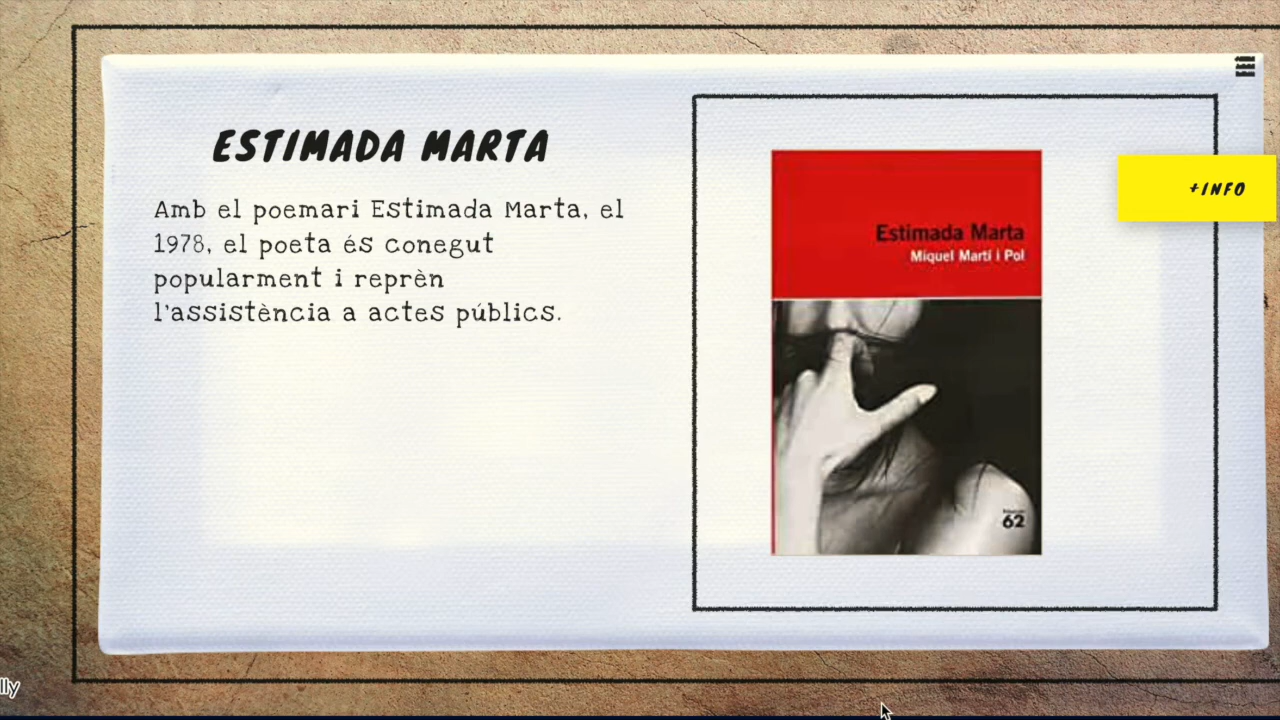 ESTIMADA MARTA
Amb el poemari Estimada Marta, el
1978, el poeta és conegut
popularment i reprèn
l'assistència a actes públics.
+INFO
Estimada Marta
Miquel Martí i Pol
62
lly